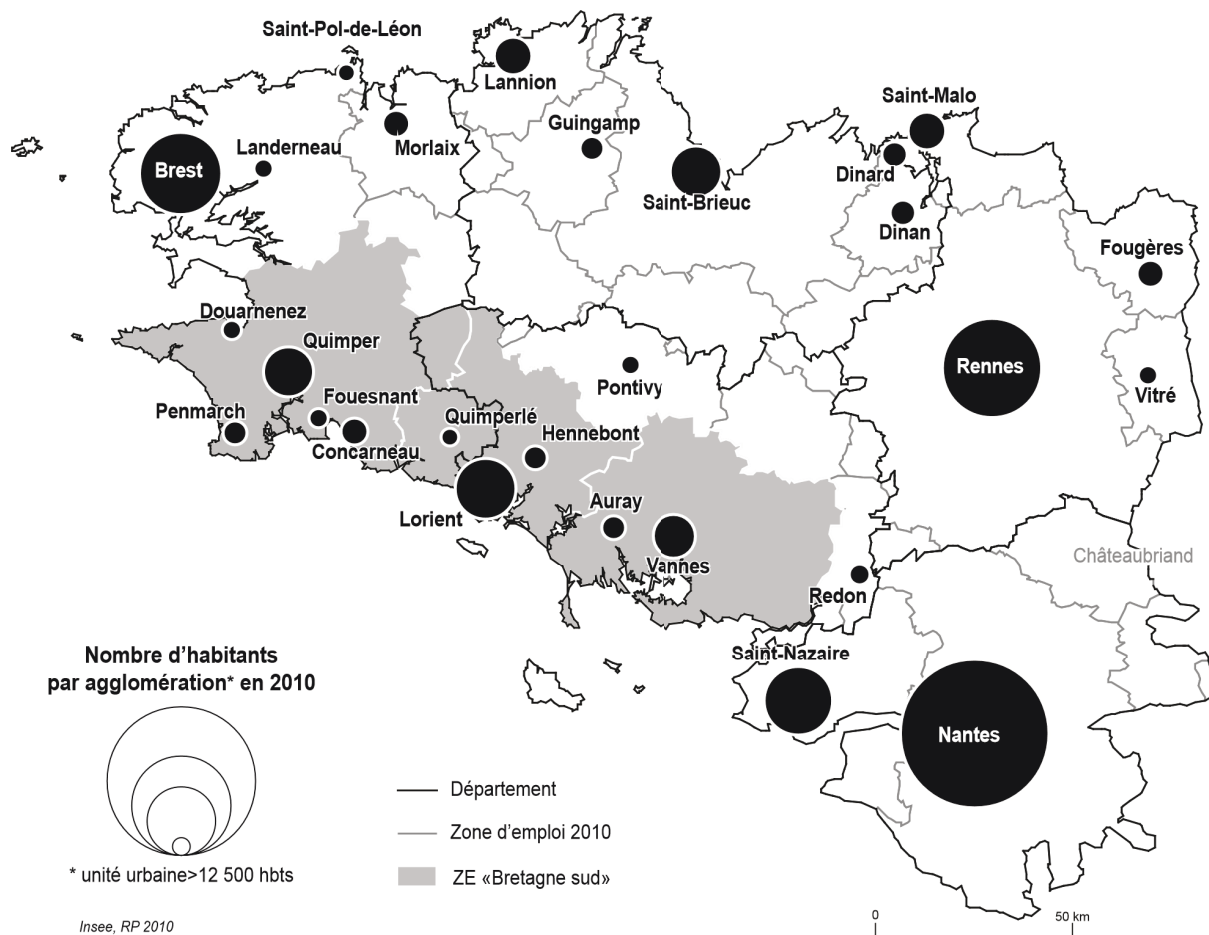 Saint-Pol-de-Léon
Lannion
Saint-Malo
Guingamp
Landerneau
Morlaix
Brest
Dinard
Saint-Brieuc
Dinan
Fougères
Douarnenez
Quimper
Rennes
Pontivy
Vitré
Fouesnant
Penmarch
Quimperlé
Hennebont
Concarneau
Auray
Lorient
Vannes
Châteaubriand
Redon
Saint-Nazaire
Nantes
Nombre d’habitants
par agglomération* en 2010
Département
Zone d’emploi 2010
ZE «Bretagne sud»
* unité urbaine>12 500 hbts
Insee, RP 2010
0
50 km